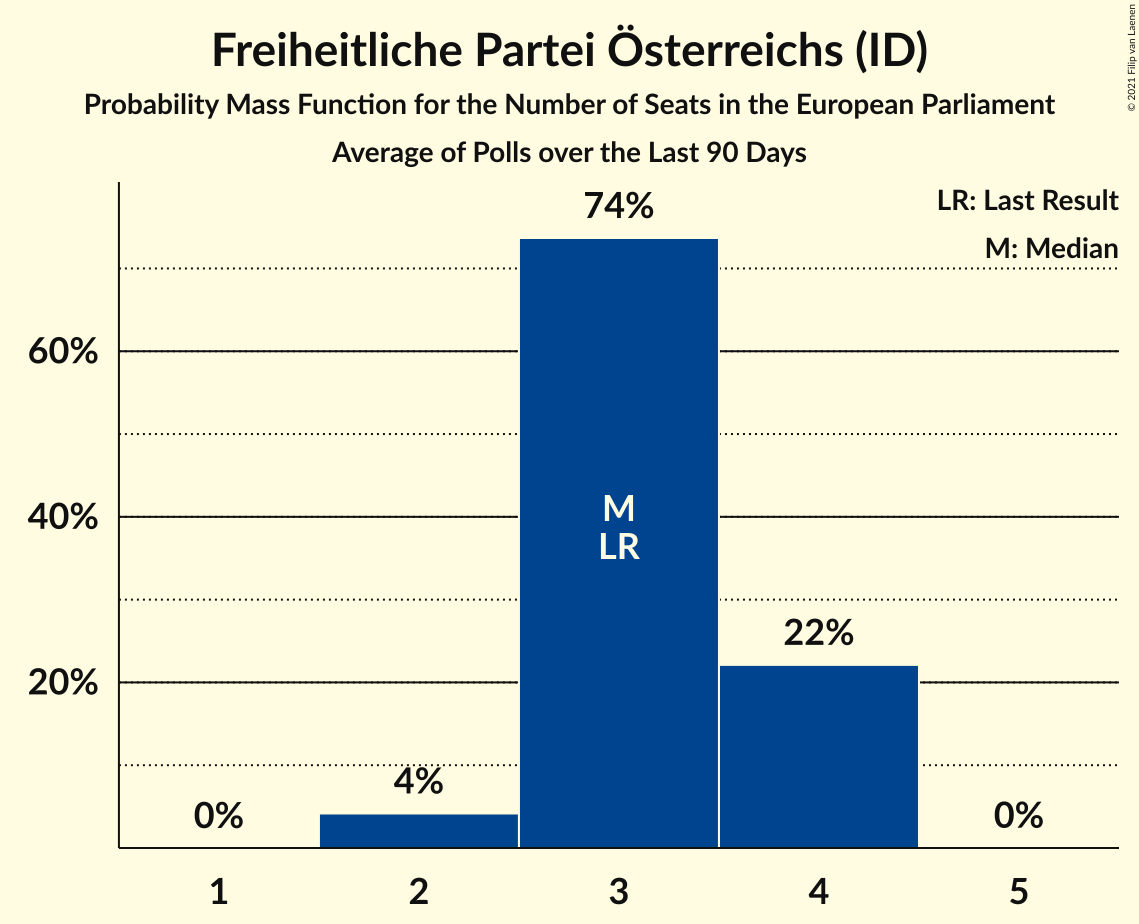 Freiheitliche Partei Österreichs (ID)
Probability Mass Function for the Number of Seats in the European Parliament
Average of Polls over the Last 90 Days
© 2021 Filip van Laenen
LR: Last Result
M: Median
74%
60%
40%
20%
M
LR
22%
4%
0%
0%
1 2 3 4 5